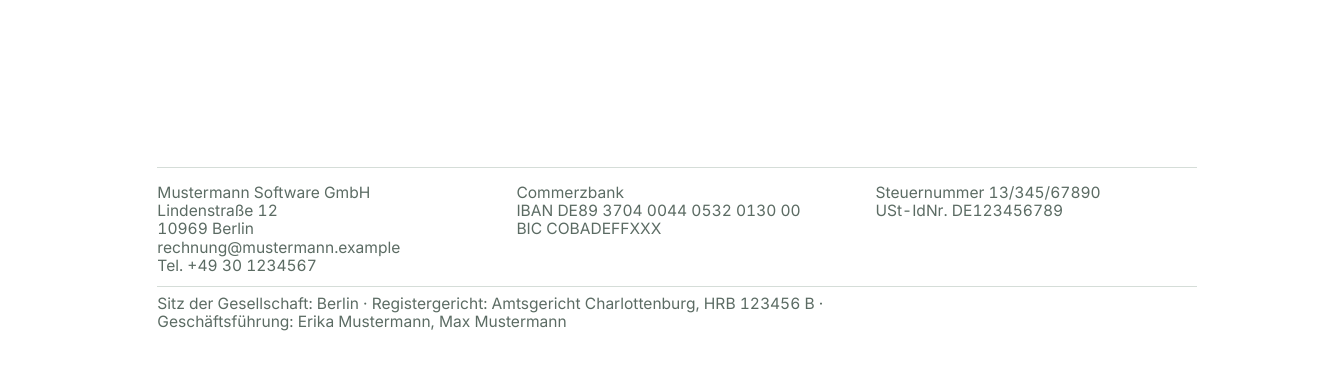 Mustermann Software GmbH
Lindenstraße 12
10969 Berlin
rechnung@mustermann.example
Tel. +49 30 1234567
Commerzbank
IBAN DE89 3704 0044 0532 0130 00
BIC COBADEFFXXX
Steuernummer 13/345/67890
USt-IdNr. DE123456789
Sitz der Gesellschaft: Berlin · Registergericht: Amtsgericht Charlottenburg, HRB 123456 B ·
Geschäftsführung: Erika Mustermann, Max Mustermann